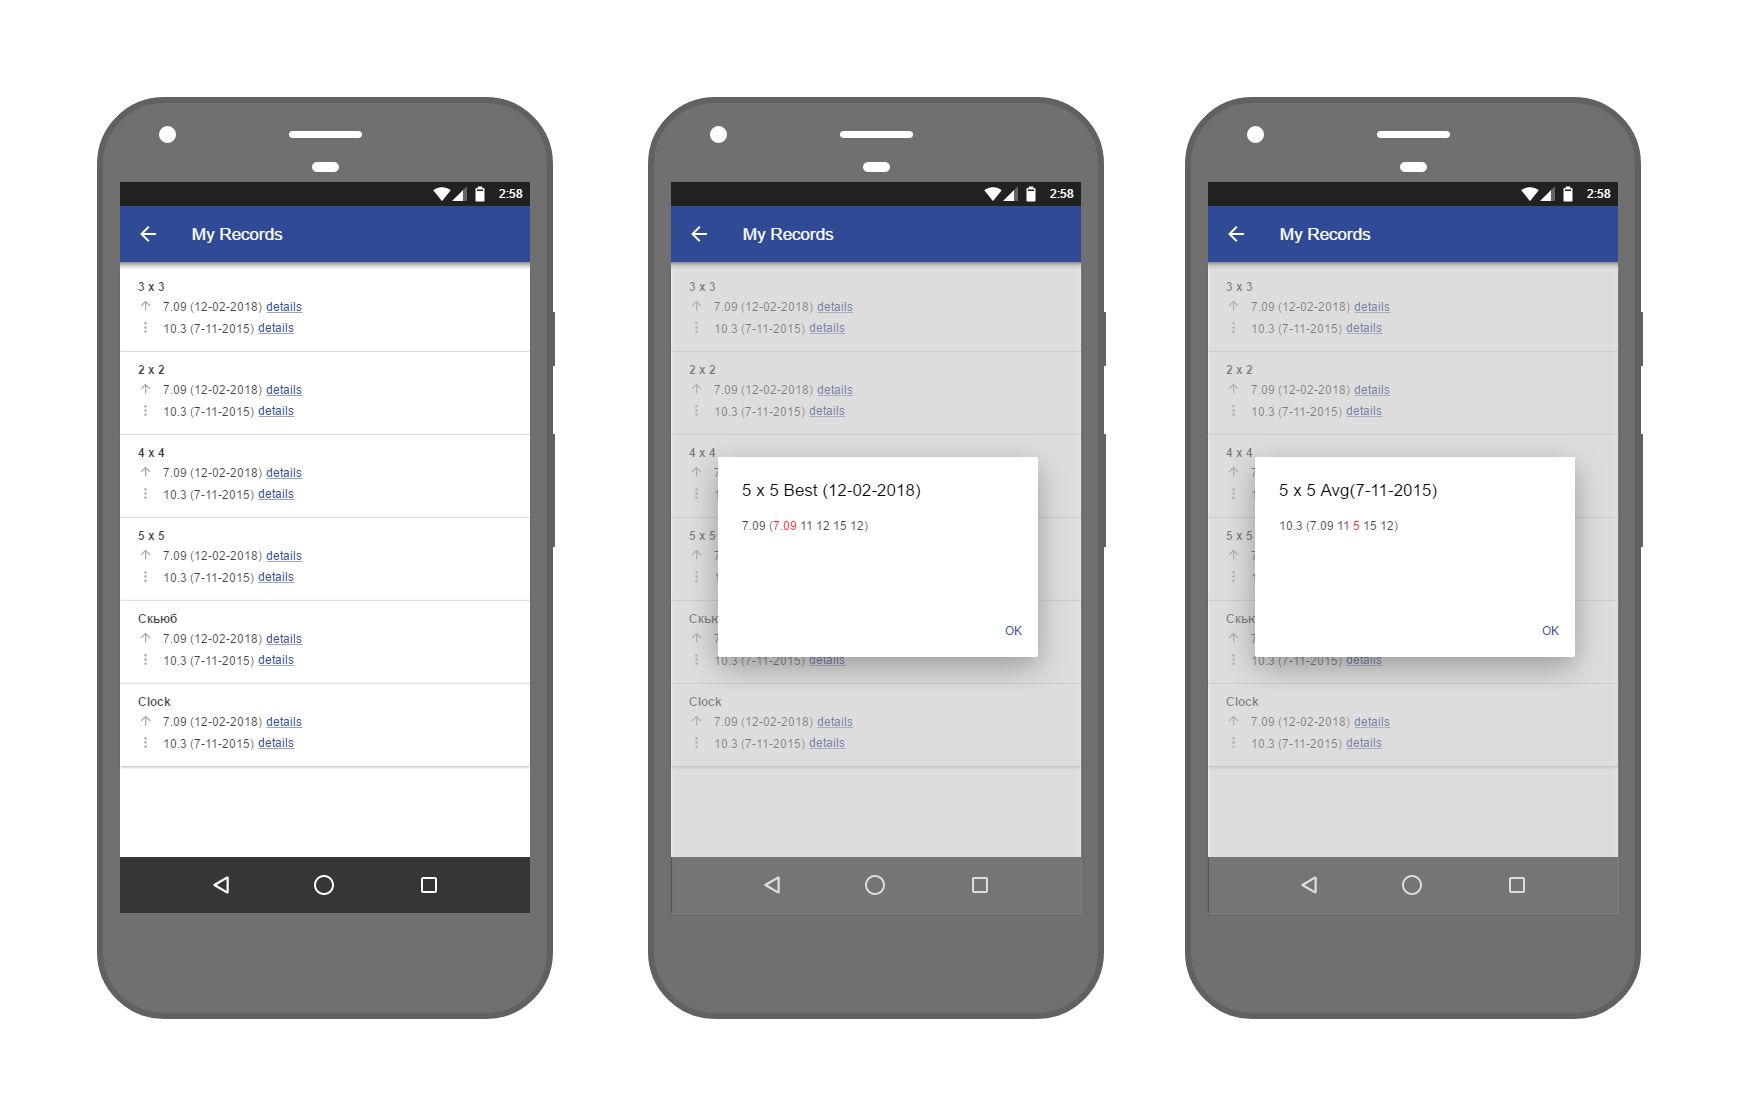 2:58
My Records
3 x 3
7.09 (12-02-2018) details
10.3 (7-11-2015) details
2 x 2
7.09 (12-02-2018) details
10.3 (7-11-2015) details
4 x 4
7.09 (12-02-2018) details
10.3 (7-11-2015) details
5 x 5
7.09 (12-02-2018) details
10.3 (7-11-2015) details
Скьюб
7.09 (12-02-2018) details
10.3 (7-11-2015) details
Clock
7.09 (12-02-2018) details
10.3 (7-11-2015) details
2:58
My Records
3 x 3
7.09 (12-02-2018) details
10.3 (7-11-2015) details
2 x 2
7.09 (12-02-2018) details
10.3 (7-11-2015) details
4 x 4
5 x 5 Best (12-02-2018)
7.09 (7.09 11 12 15 12)
OK
5 x 5
10.3 (7-11-2015) details
Clock
7.09 (12-02-2018) details
10.3 (7-11-2015) details
2:58
My Records
3 x 3
7.09 (12-02-2018) details
10.3 (7-11-2015) details
2 x 2
7.09 (12-02-2018) details
10.3 (7-11-2015) details
4 x 4
5 x 5 Avg(7-11-2015)
10.3 (7.09 11 5 15 12)
OK
5 x 5
10.3 (7-11-2015) details
Clock
7.09 (12-02-2018) details
10.3 (7-11-2015) details